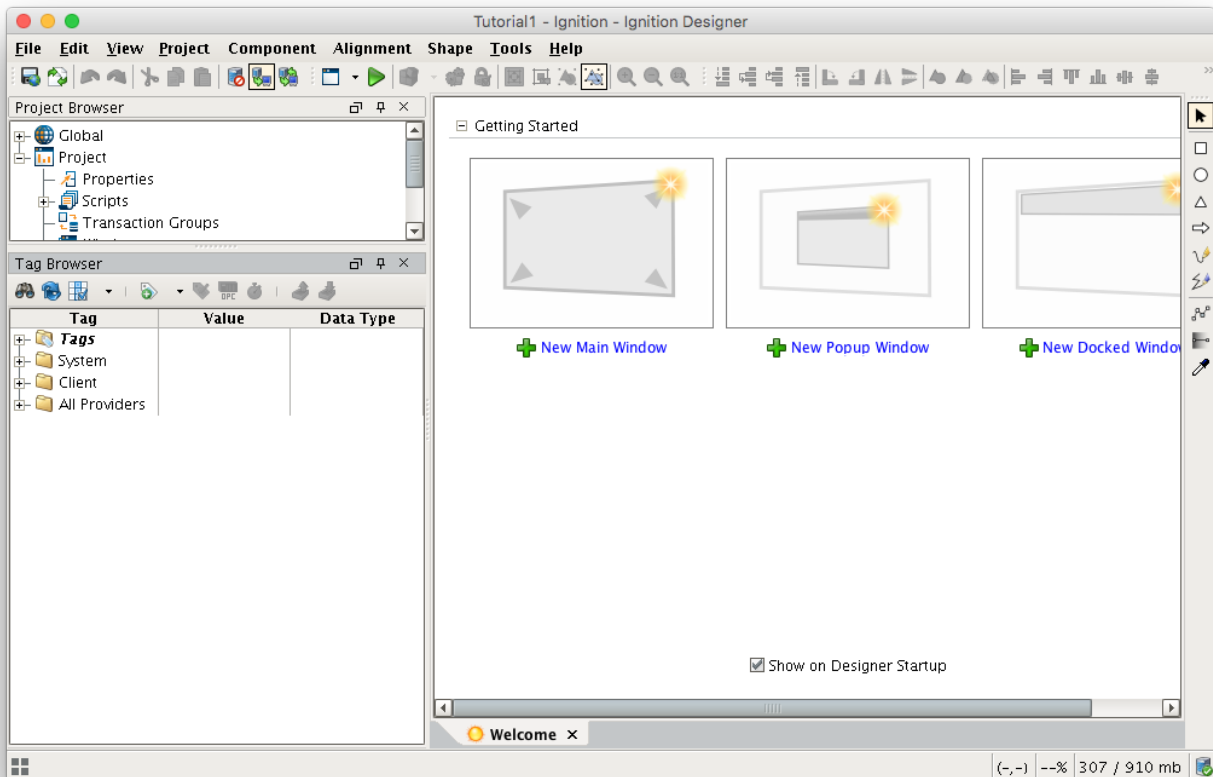 Tutorial1 - Ignition - Ignition Designer
File Edit View Project Component Alignment Shape Tools Help
Project Browser
Global
Project
Properties
Scripts
Transaction Groups
Tag Browser
OPC
Tag Value Data Type
Tags
System
Client
All Providers
Getting Started
New Main Window
New Popup Window
New Docked Window
Show on Designer Startup
Welcome
(-,-) --% 307 / 910 mb